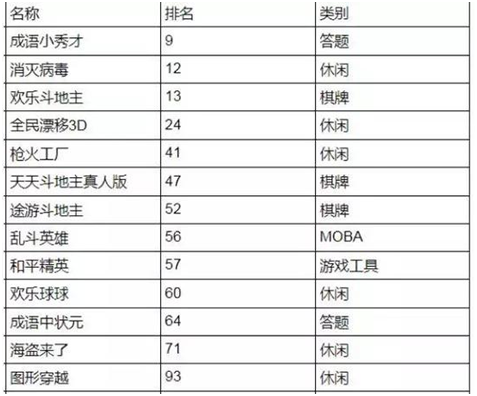 名称 排名 类别
成语小秀才 9 答题
消灭病毒 12 休闲
欢乐斗地主 13 棋牌
全民漂移3D 24 休闲
枪火工厂 41 休闲
天天斗地主真人版 47 棋牌
途游斗地主 52 棋牌
乱斗英雄 56 MOBA
和平精英 57 游戏工具
欢乐球球 60 休闲
成语中状元 64 答题
海盗来了 71 休闲
图形穿越 93 休闲